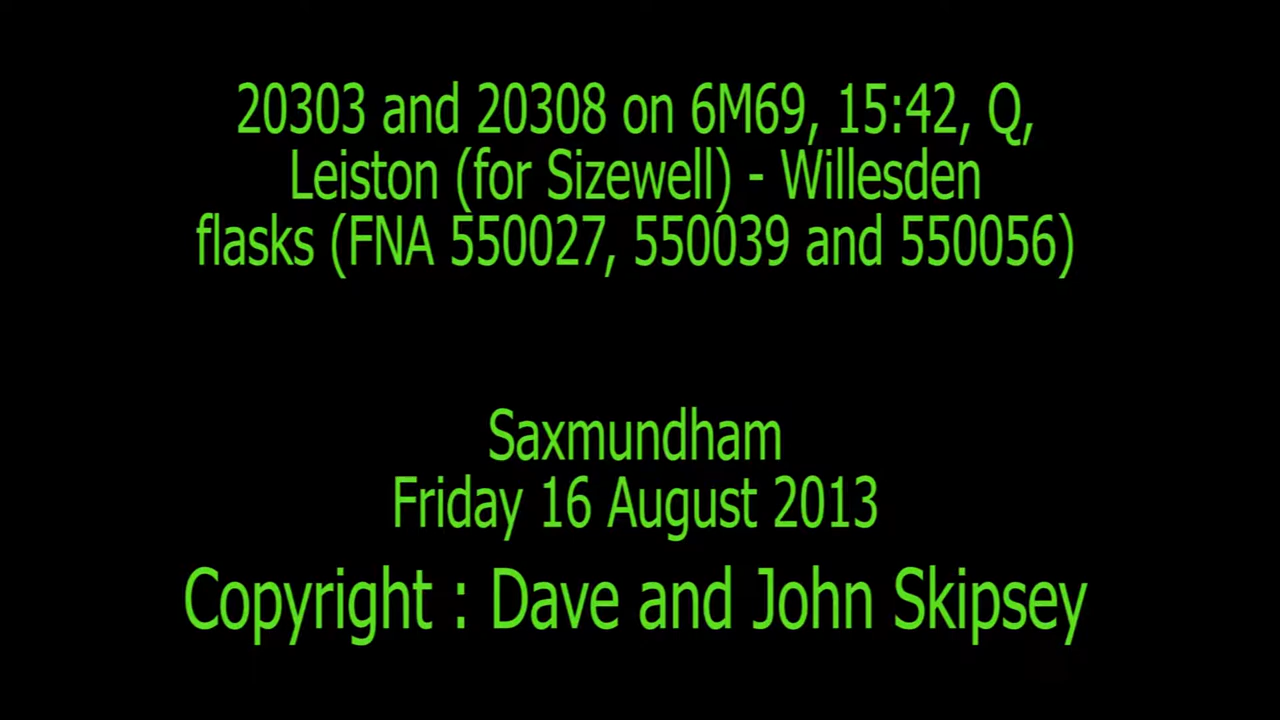 20303 and 20308 on 6M69, 15:42, Q,
Leiston (for Sizewell) - Willesden
flasks (FNA 550027, 550039 and 550056)
Saxmundham
Friday 16 August 2013
Copyright : Dave and John Skipsey